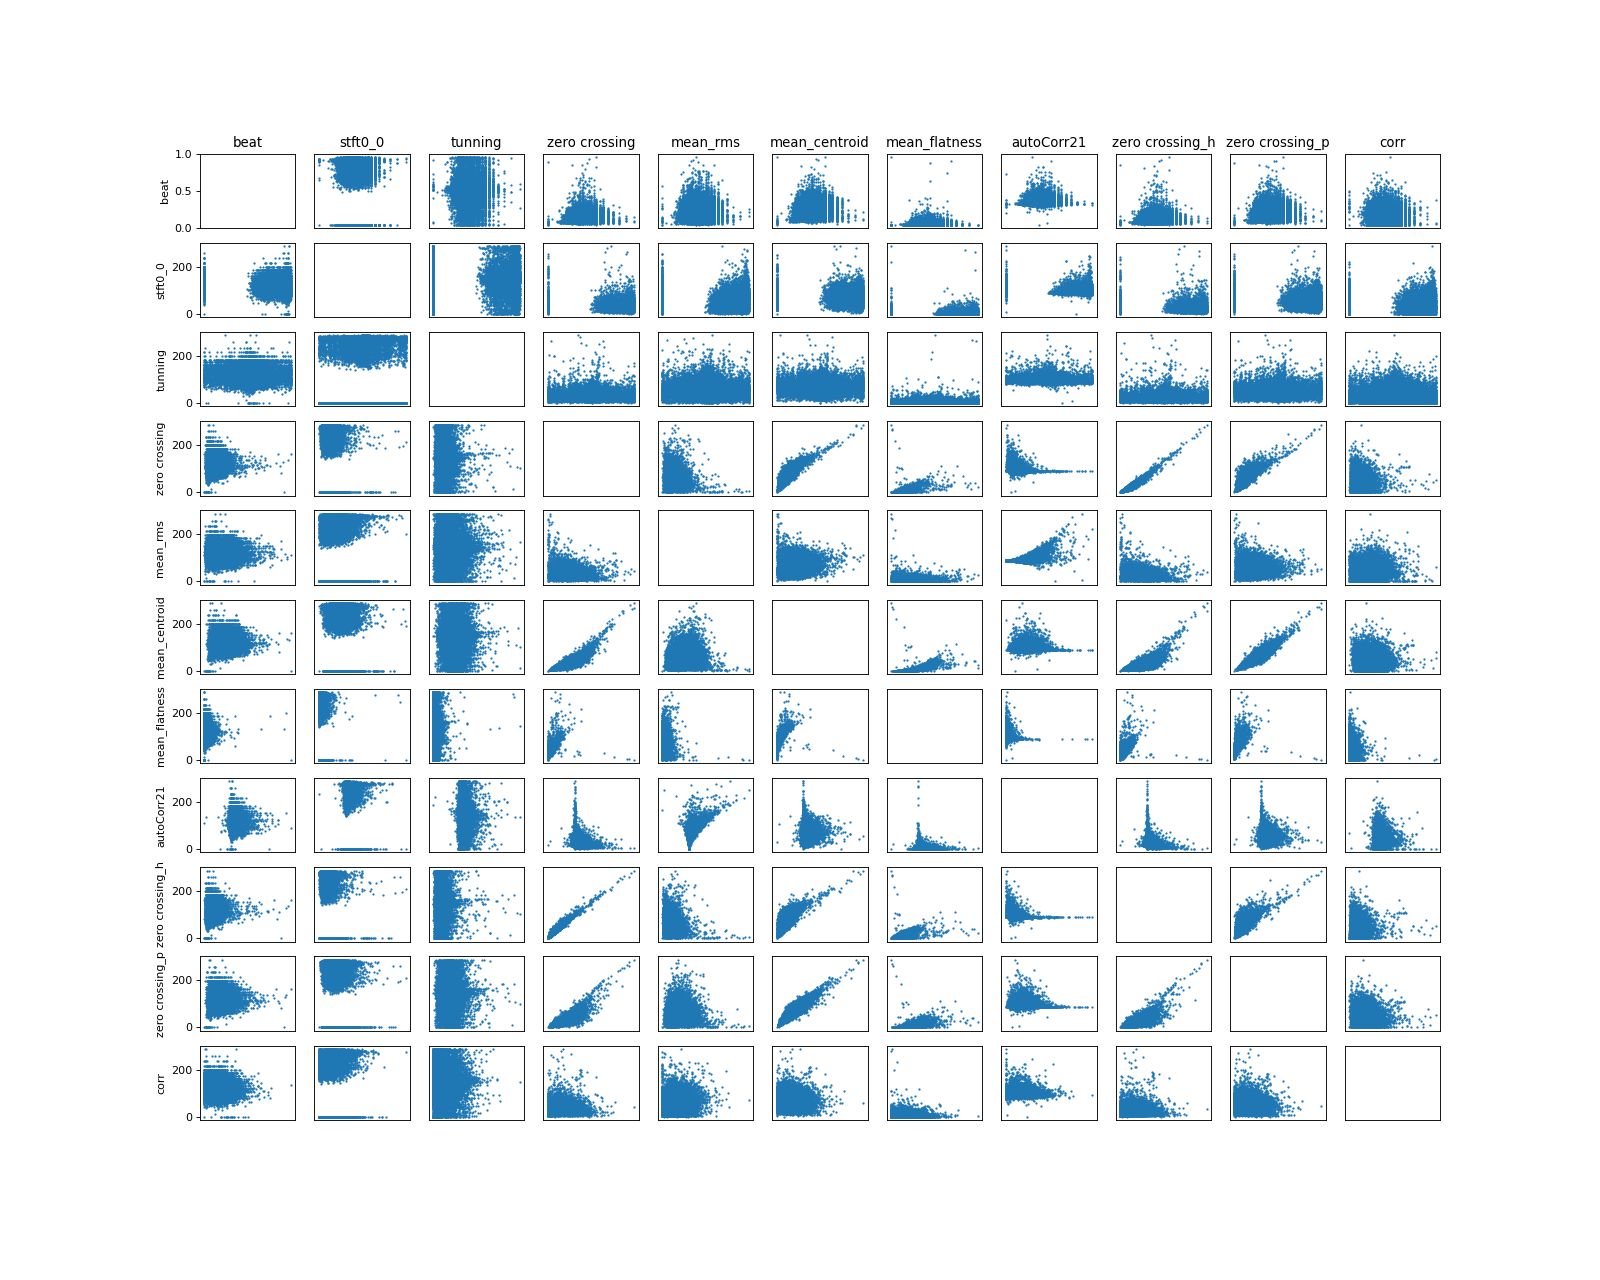 beat stft0_0 tunning zero crossing mean_rms mean_centroid mean_flatness autoCorr21 zero crossing_h zero crossing_p corr
1.0
beat 0.5
0.0
stft0_0 200
0
tunning 200
0
zero crossing 200
0
mean_rms 200
0
mean_centroid 200
0
mean_flatness 200
0
autoCorr21 200
0
zero crossing_h 200
0
zero crossing_p 200
0
corr 200
0